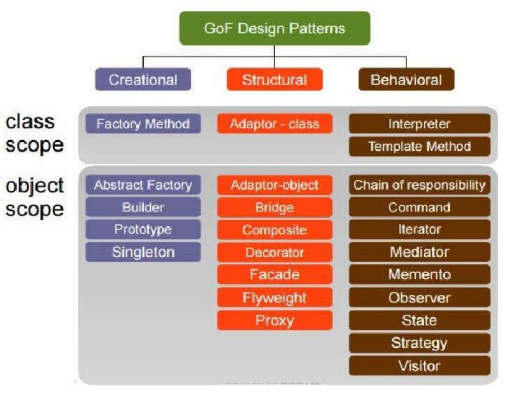 GoF Design Patterns
Creational
Structural
Behavioral
class
scope
Factory Method
Adaptor - class
Interpreter
Template Method
object
scope
Abstract Factory
Adaptor-object
Chain of responsibility
Builder
Bridge
Command
Prototype
Composite
Iterator
Singleton
Decorator
Mediator
Facade
Memento
Flyweight
Observer
Proxy
State
Strategy
Visitor